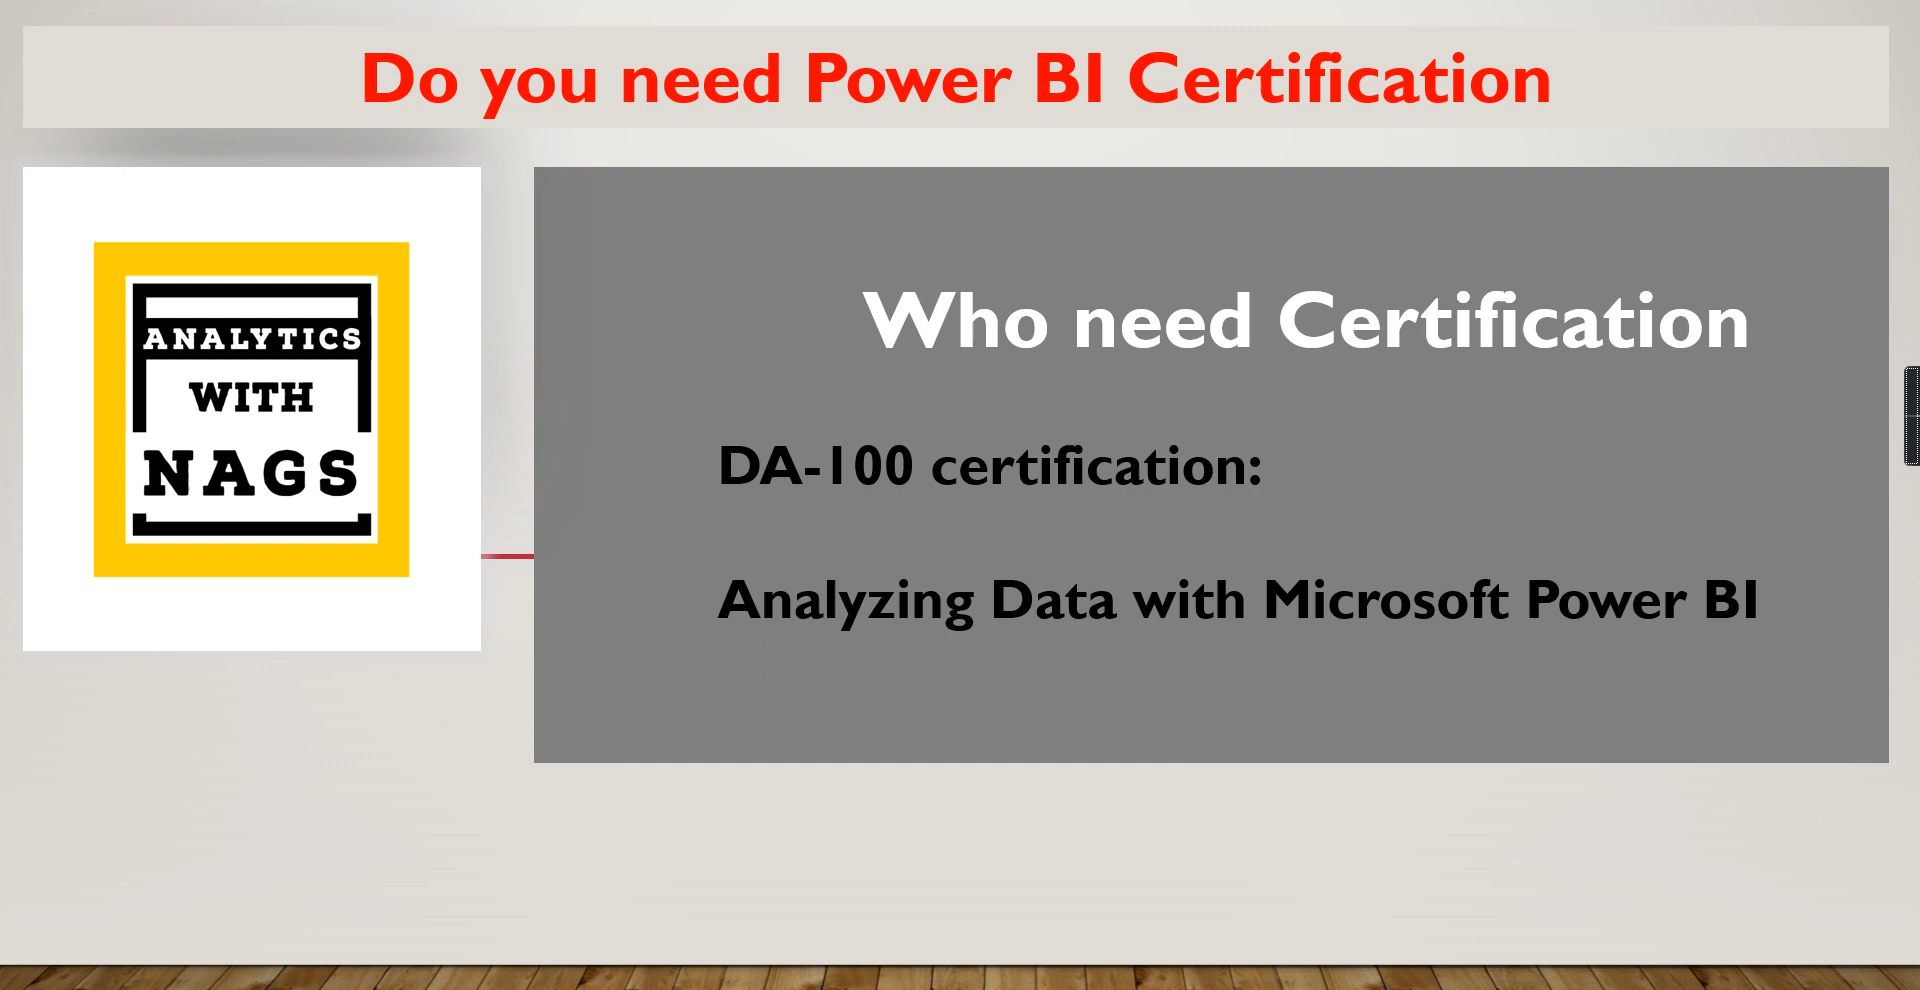 Do you need Power BI Certification
ANALYTICS
WITH
NAGS
Who need Certification
DA-100 certification:
Analyzing Data with Microsoft Power BI